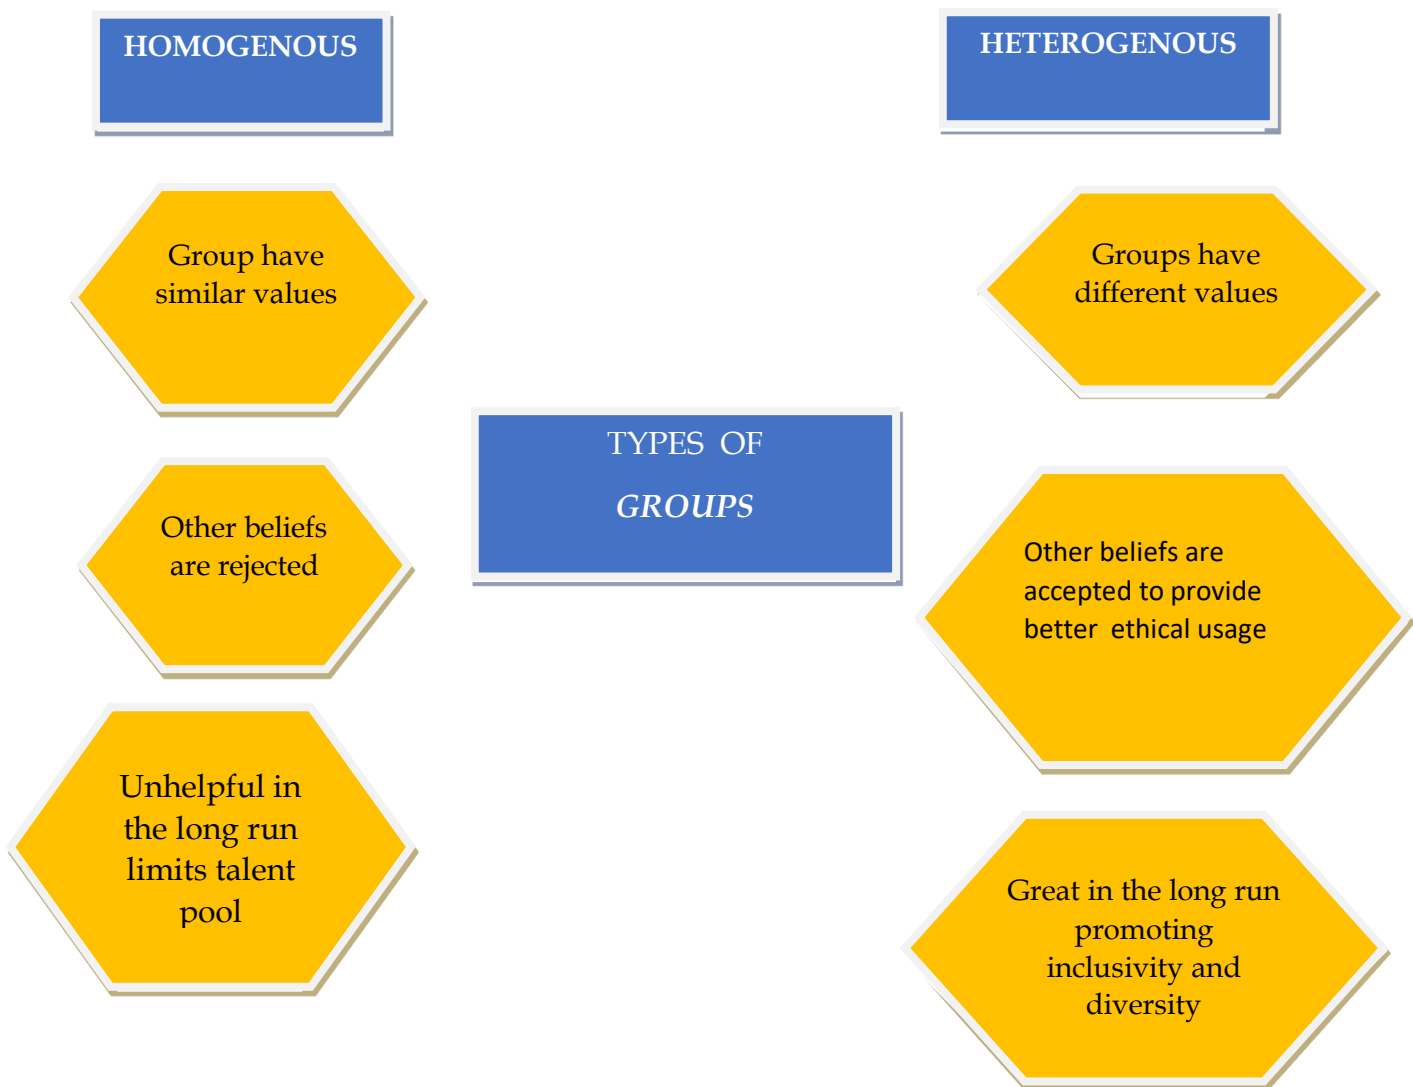 HOMOGENOUS
Group have
similar values
Other beliefs
are rejected
Unhelpful in
the long run
limits talent
pool
TYPES OF
GROUPS
HETEROGENOUS
Groups have
different values
Other beliefs are
accepted to provide
better ethical usage
Great in the long run
promoting
inclusivity and
diversity